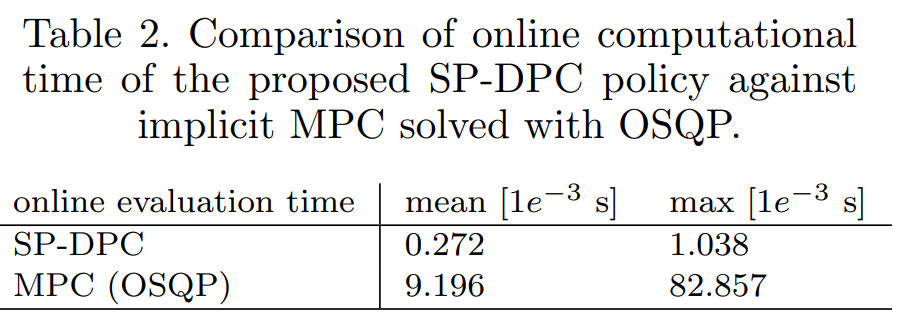 Table 2. Comparison of online computational
time of the proposed SP-DPC policy against
implicit MPC solved with OSQP.
online evaluation time mean [1e⁻³ s] max [1e⁻³ s]
SP-DPC 0.272 1.038
MPC (OSQP) 9.196 82.857